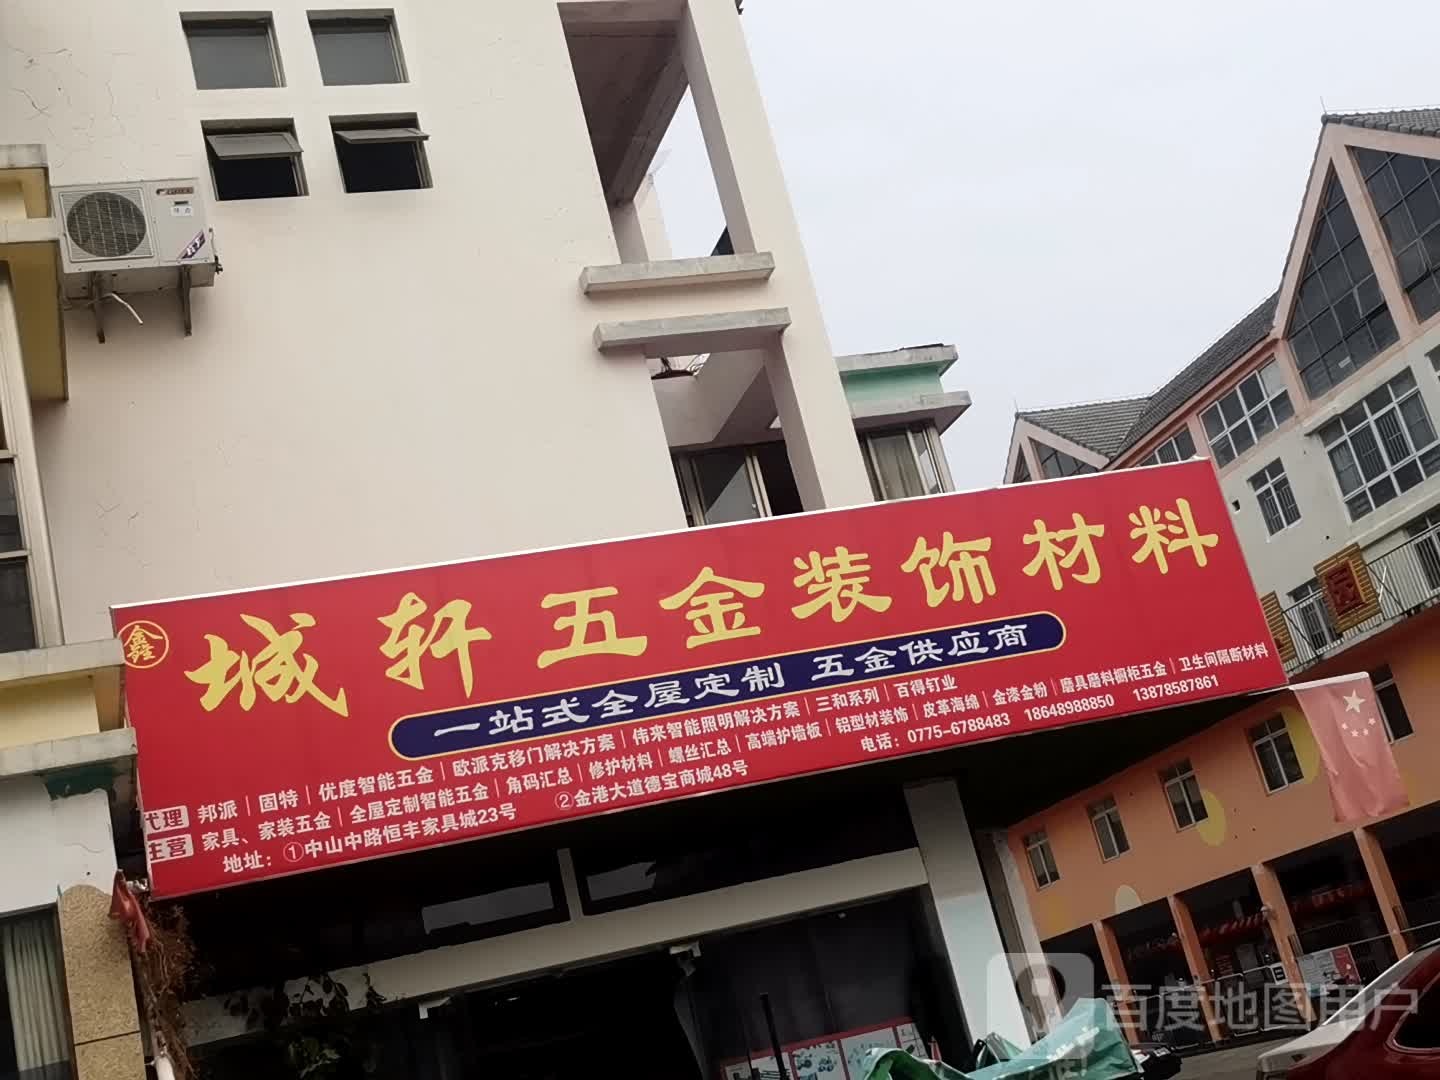 鑫
城轩五金装饰材料
一站式全屋定制 五金供应商
代理 邦派｜固特｜优度智能五金｜欧派克移门解决方案｜伟来智能照明解决方案｜三和系列｜百得钉业
主营 家具、家装五金｜全屋定制智能五金｜角码汇总｜修护材料｜螺丝汇总｜高端护墙板｜铝型材装饰｜皮革海绵｜金漆金粉｜磨具磨料橱柜五金｜卫生间隔断材料
地址：①中山中路恒丰家具城23号 ②金港大道德宝商城48号 电话：0775-6788483 18648988850 13878587861
百度地图用户